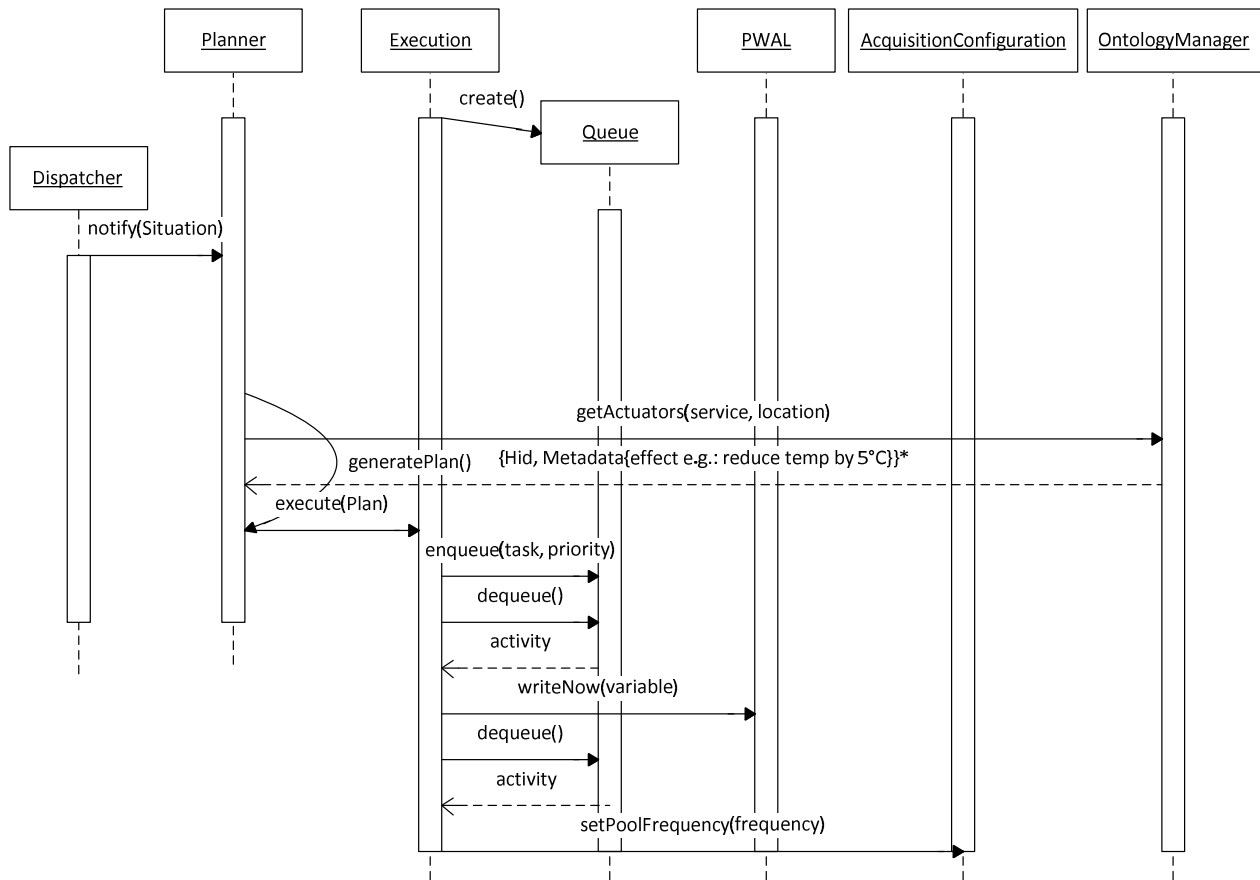 Planner
Execution
PWAL
AcquisitionConfiguration
OntologyManager
create()
Queue
Dispatcher
notify(Situation)
getActuators(service, location)
generatePlan()
{Hid, Metadata{effect e.g.: reduce temp by 5°C}}*
execute(Plan)
enqueue(task, priority)
dequeue()
activity
writeNow(variable)
dequeue()
activity
setPoolFrequency(frequency)